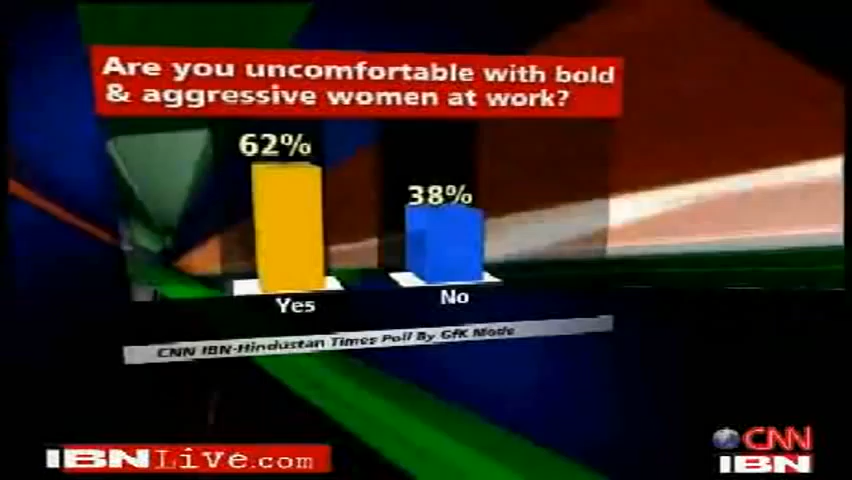 Are you uncomfortable with bold
& aggressive women at work?
62%
38%
Yes
No
CNN IBN-Hindustan Times Poll By GfK Mode
IBNLive.com
CNN
IBN